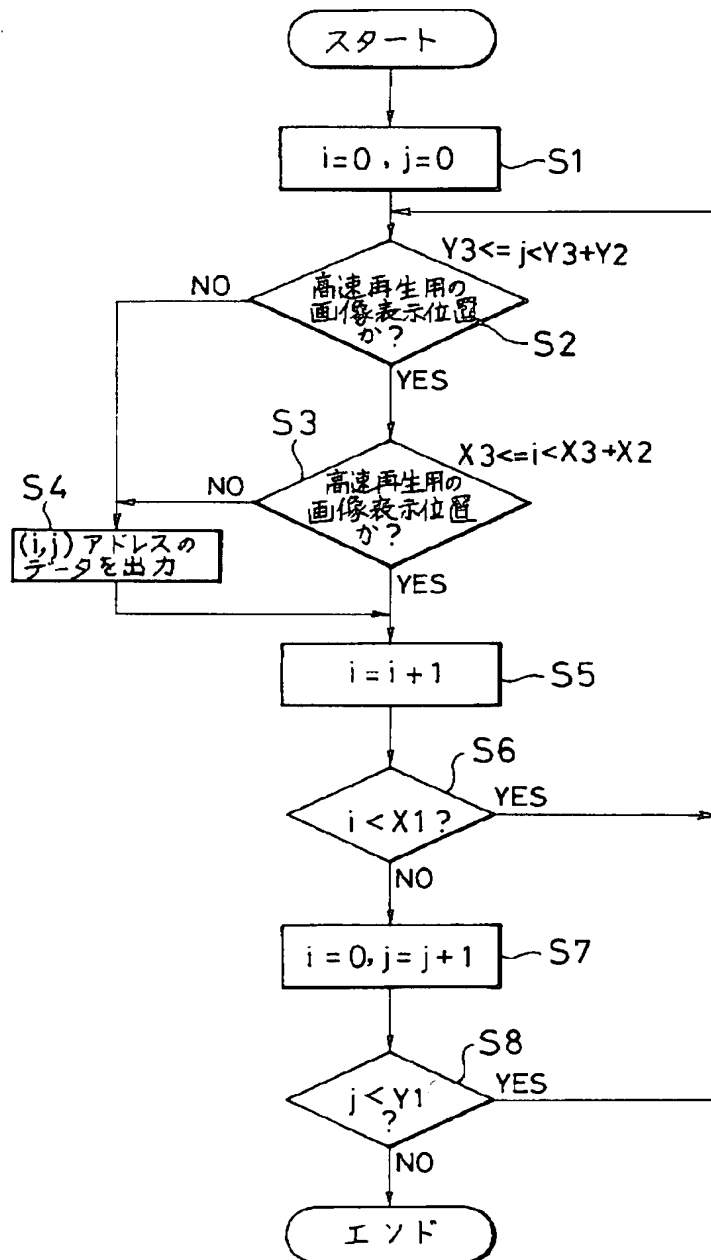 スタート
i=0, j=0
S1
Y3<= j<Y3+Y2
NO
高速再生用の
画像表示位置
か?
S2
YES
S3
X3<=i<X3+X2
NO
高速再生用の
画像表示位置
か?
S4
(i,j) アドレスの
データを出力
YES
i=i+1
S5
S6
i<X1?
YES
NO
i=0, j=j+1
S7
S8
j<Y1
?
YES
NO
エンド